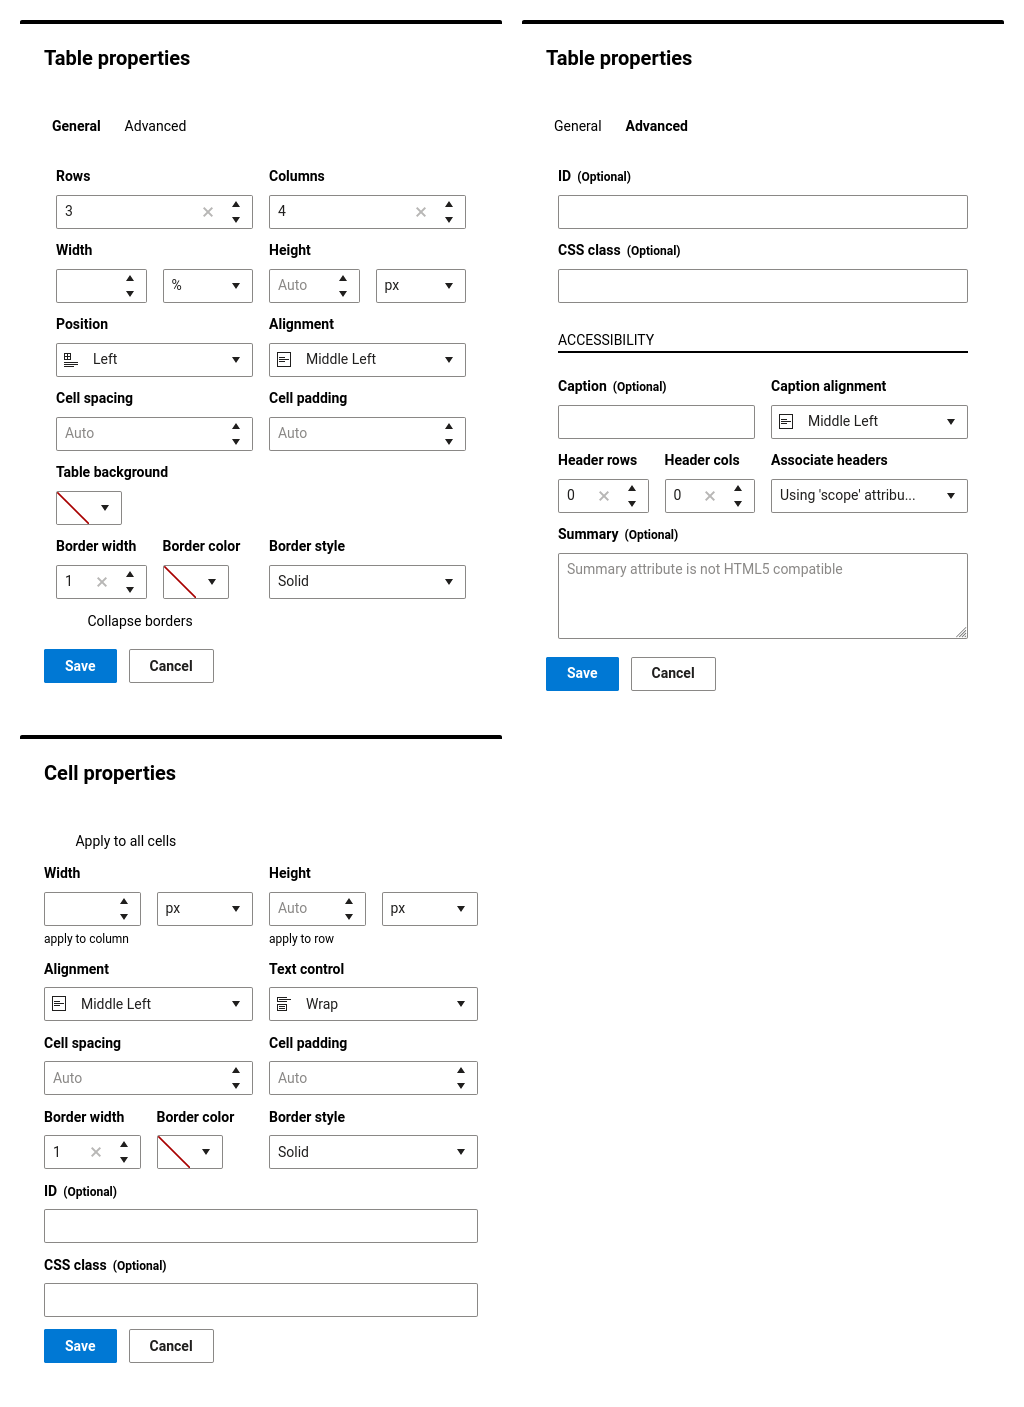 Table properties
General Advanced
Rows Columns
3 4
Width Height
% Auto px
Position Alignment
Left Middle Left
Cell spacing Cell padding
Auto Auto
Table background
Border width Border color Border style
1 Solid
Collapse borders
Save Cancel
Table properties
General Advanced
ID (Optional)
CSS class (Optional)
ACCESSIBILITY
Caption (Optional) Caption alignment
Middle Left
Header rows Header cols Associate headers
0 0 Using 'scope' attribu...
Summary (Optional)
Summary attribute is not HTML5 compatible
Save Cancel
Cell properties
Apply to all cells
Width Height
px Auto px
apply to column apply to row
Alignment Text control
Middle Left Wrap
Cell spacing Cell padding
Auto Auto
Border width Border color Border style
1 Solid
ID (Optional)
CSS class (Optional)
Save Cancel